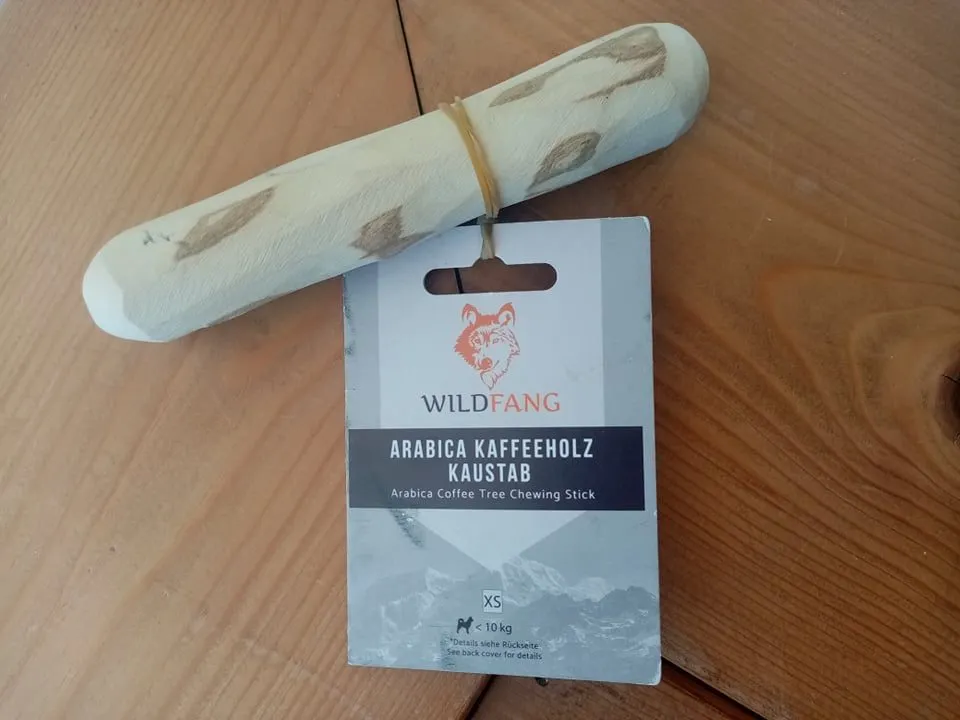 WILDFANG
ARABICA KAFFEEHOLZ
KAUSTAB
Arabica Coffee Tree Chewing Stick
XS
< 10 kg
*Details siehe Rückseite
See back cover for details